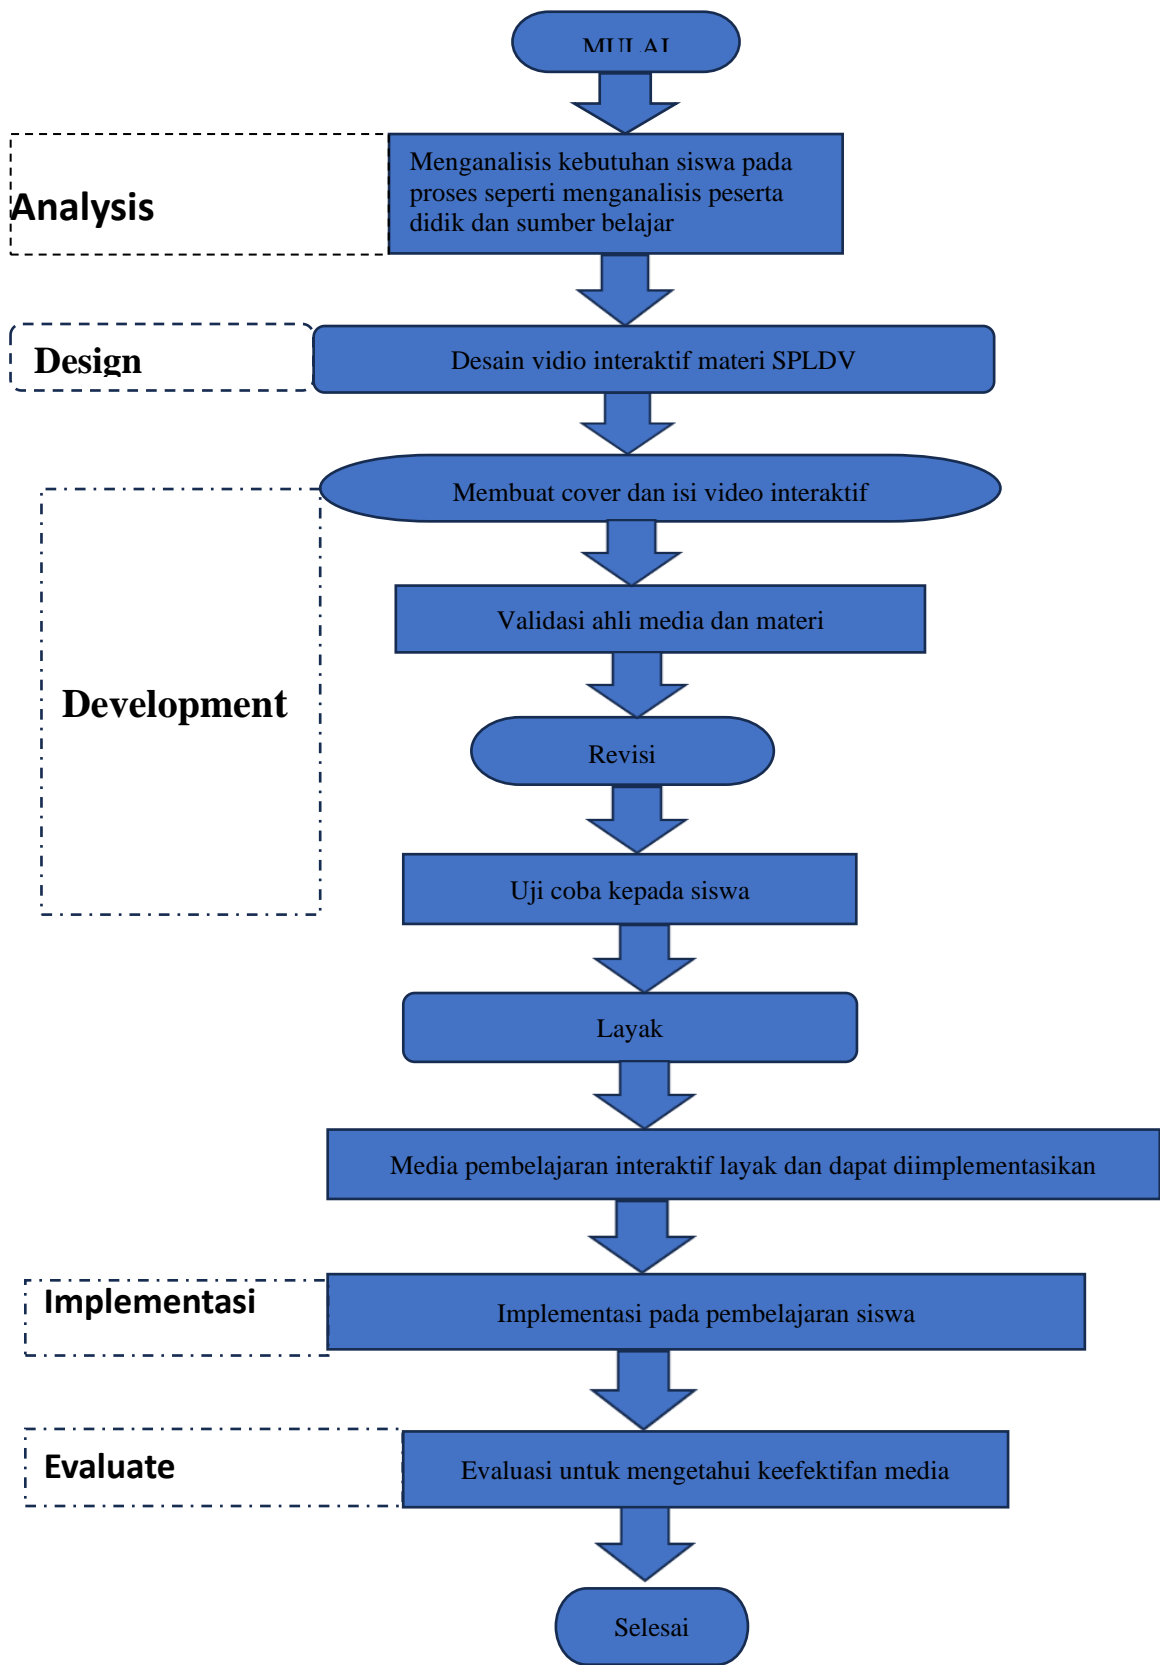 MULAI
Menganalisis kebutuhan siswa pada
proses seperti menganalisis peserta
didik dan sumber belajar
Analysis
Design
Desain vidio interaktif materi SPLDV
Membuat cover dan isi video interaktif
Validasi ahli media dan materi
Development
Revisi
Uji coba kepada siswa
Layak
Media pembelajaran interaktif layak dan dapat diimplementasikan
Implementasi
Implementasi pada pembelajaran siswa
Evaluate
Evaluasi untuk mengetahui keefektifan media
Selesai